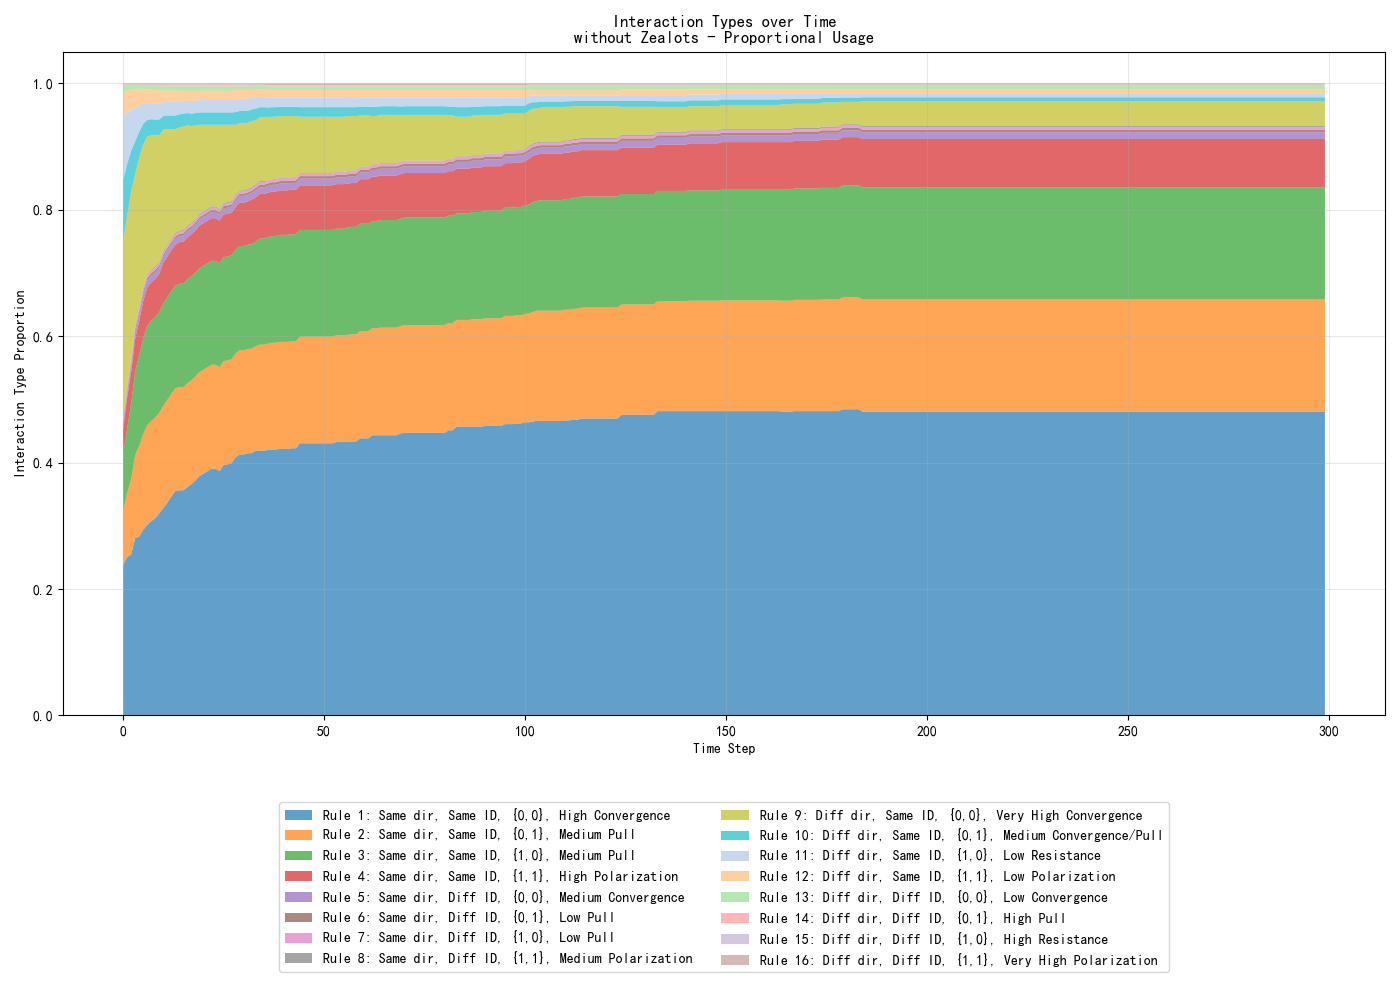 Interaction Types over Time
without Zealots - Proportional Usage
Interaction Type Proportion
1.0
0.8
0.6
0.4
0.2
0.0
0
50
100
150
200
250
300
Time Step
Rule 1: Same dir, Same ID, {0,0}, High Convergence
Rule 2: Same dir, Same ID, {0,1}, Medium Pull
Rule 3: Same dir, Same ID, {1,0}, Medium Pull
Rule 4: Same dir, Same ID, {1,1}, High Polarization
Rule 5: Same dir, Diff ID, {0,0}, Medium Convergence
Rule 6: Same dir, Diff ID, {0,1}, Low Pull
Rule 7: Same dir, Diff ID, {1,0}, Low Pull
Rule 8: Same dir, Diff ID, {1,1}, Medium Polarization
Rule 9: Diff dir, Same ID, {0,0}, Very High Convergence
Rule 10: Diff dir, Same ID, {0,1}, Medium Convergence/Pull
Rule 11: Diff dir, Same ID, {1,0}, Low Resistance
Rule 12: Diff dir, Same ID, {1,1}, Low Polarization
Rule 13: Diff dir, Diff ID, {0,0}, Low Convergence
Rule 14: Diff dir, Diff ID, {0,1}, High Pull
Rule 15: Diff dir, Diff ID, {1,0}, High Resistance
Rule 16: Diff dir, Diff ID, {1,1}, Very High Polarization